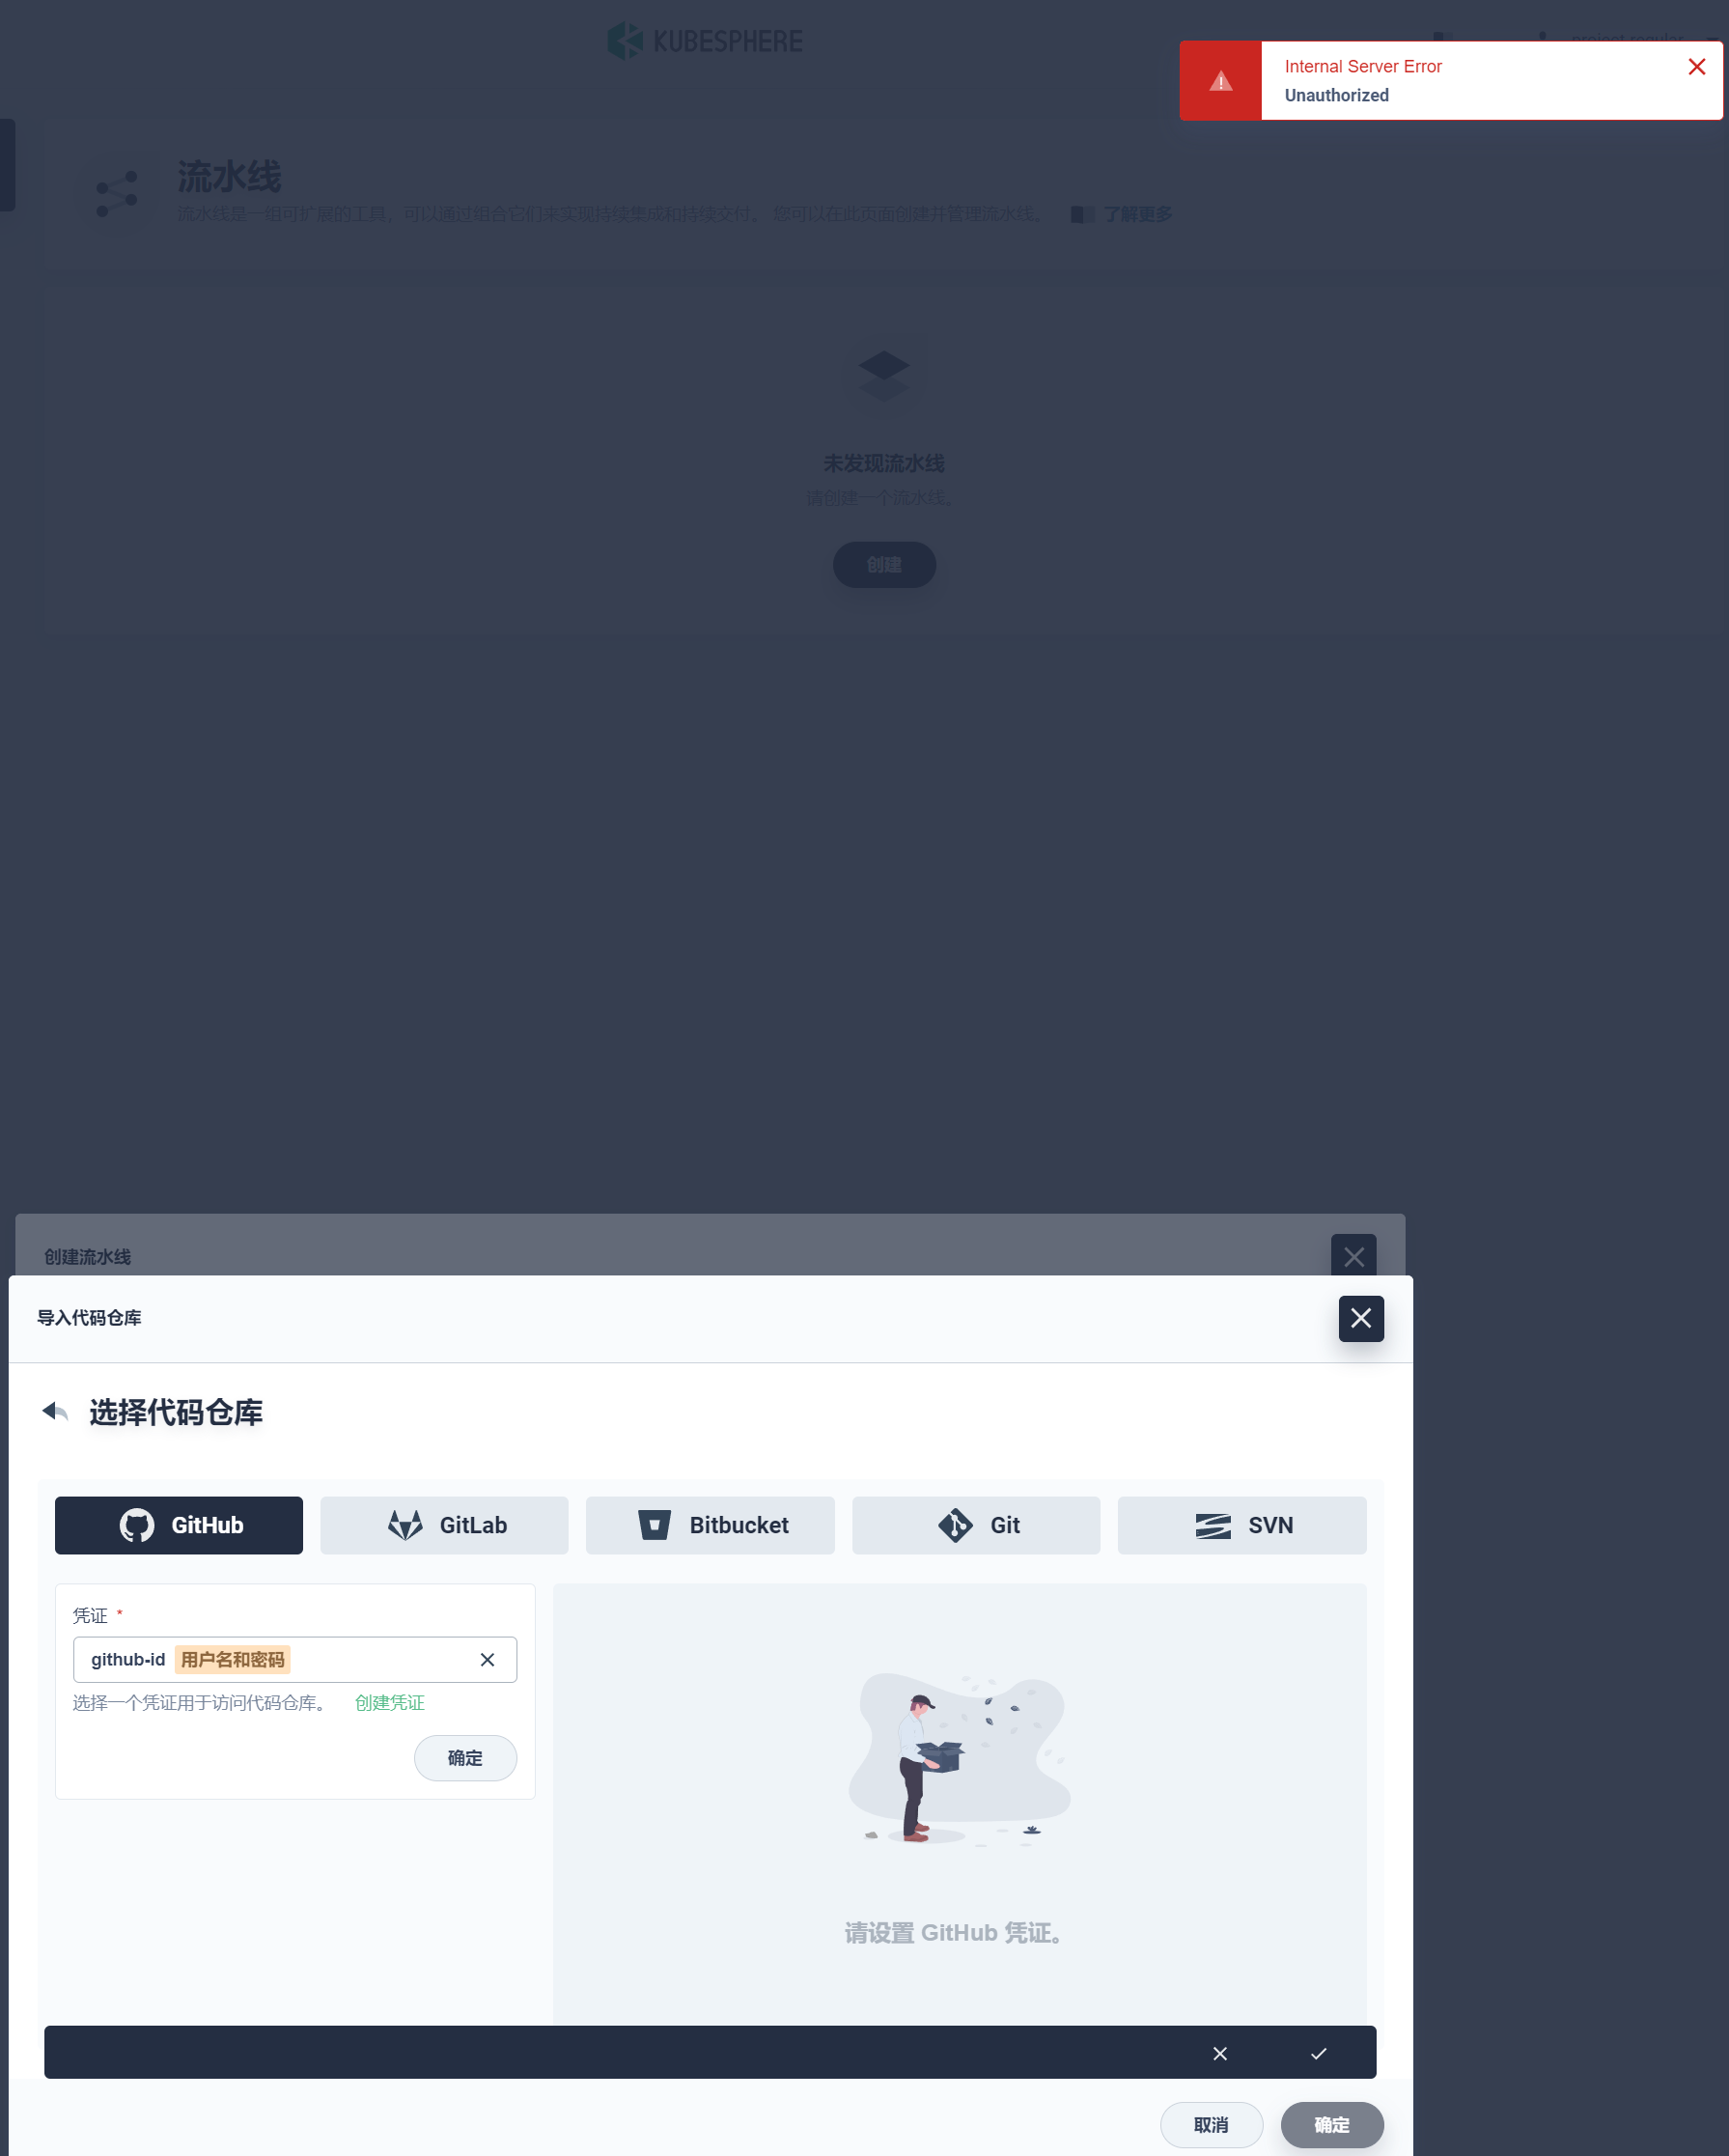 KUBESPHERE
project-regular
Internal Server Error
Unauthorized
流水线
流水线是一组可扩展的工具，可以通过组合它们来实现持续集成和持续交付。 您可以在此页面创建并管理流水线。 了解更多
未发现流水线
请创建一个流水线。
创建
创建流水线
导入代码仓库
选择代码仓库
GitHub GitLab Bitbucket Git SVN
凭证 *
github-id 用户名和密码
选择一个凭证用于访问代码仓库。 创建凭证
确定
请设置 GitHub 凭证。
取消 确定